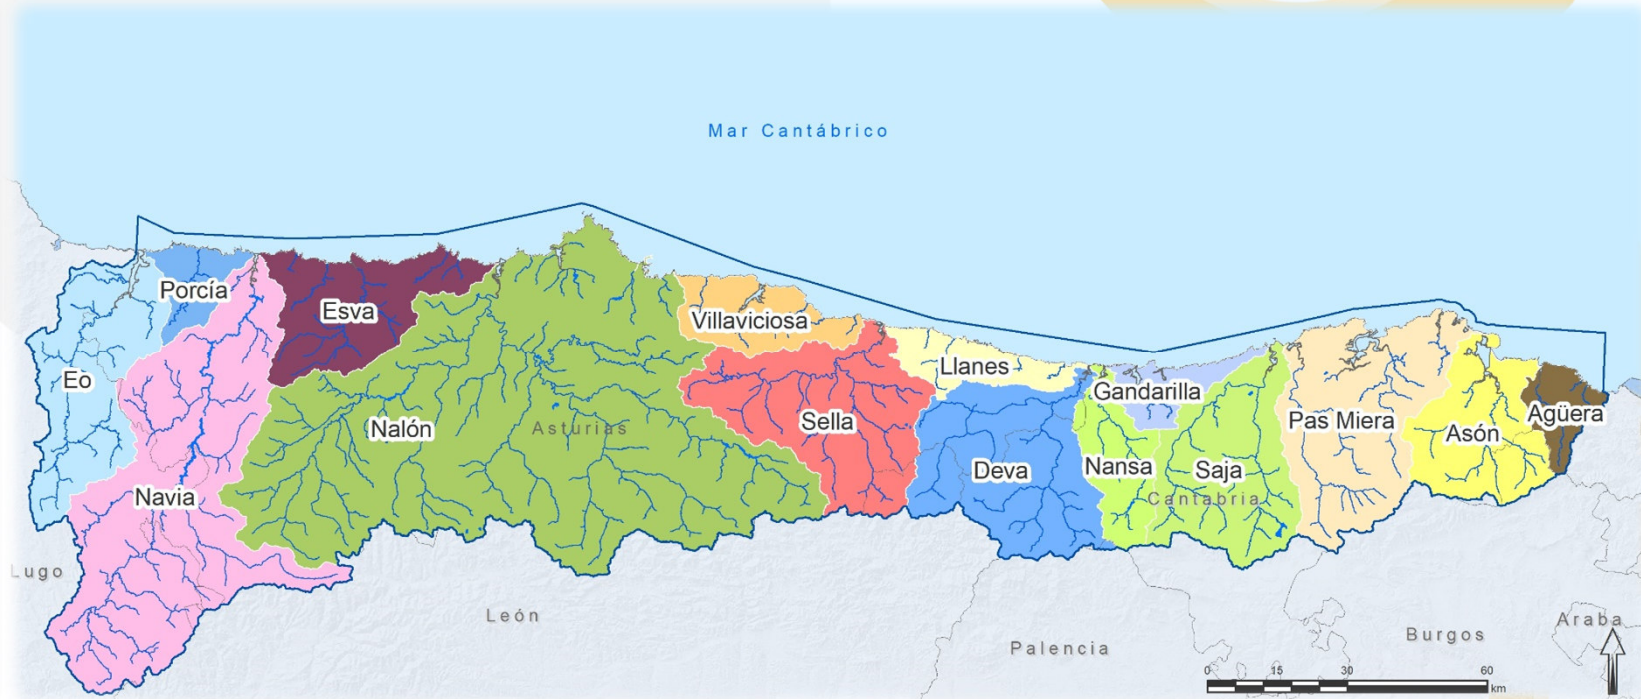 Mar Cantábrico
Porcía
Esva
Villaviciosa
Eo
Llanes
Gandarilla
Nalón
Asturias
Sella
Pas Miera
Asón
Agüera
Deva
Nansa
Saja
Cantabria
Navia
Lugo
León
Palencia
Burgos
Araba
0 15 30 60
km